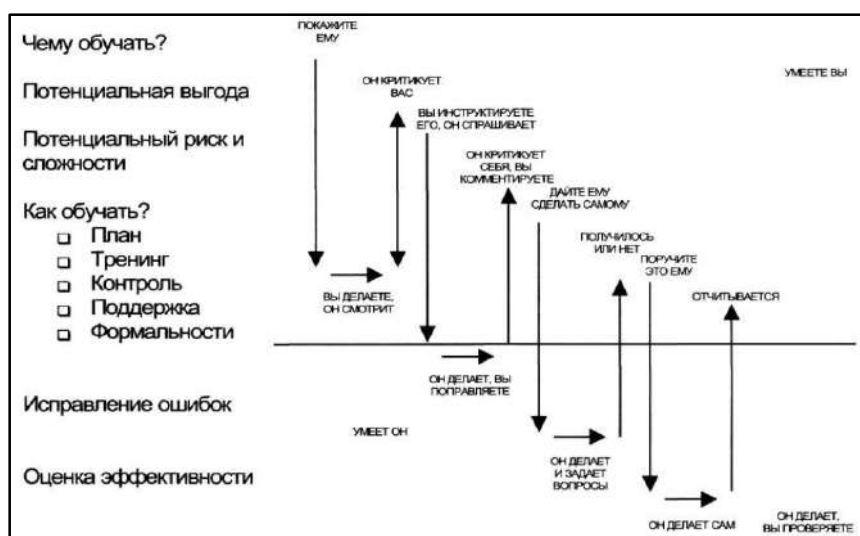 Чему обучать?
Потенциальная выгода
Потенциальный риск и
сложности
Как обучать?
План
Тренинг
Контроль
Поддержка
Формальности
Исправление ошибок
Оценка эффективности
ПОКАЖИТЕ
ЕМУ
ОН КРИТИКУЕТ
ВАС
УМЕЕТЕ ВЫ
ВЫ ИНСТРУКТИРУЕТЕ
ЕГО, ОН СПРАШИВАЕТ
ОН КРИТИКУЕТ
СЕБЯ, ВЫ
КОММЕНТИРУЕТЕ
ДАЙТЕ ЕМУ
СДЕЛАТЬ САМОМУ
ПОЛУЧИЛОСЬ
ИЛИ НЕТ
ПОРУЧИТЕ
ЭТО ЕМУ
ОТЧИТЫВАЕТСЯ
ВЫ ДЕЛАЕТЕ,
ОН СМОТРИТ
ОН ДЕЛАЕТ, ВЫ
ПОПРАВЛЯЕТЕ
УМЕЕТ ОН
ОН ДЕЛАЕТ
И ЗАДАЕТ
ВОПРОСЫ
ОН ДЕЛАЕТ САМ
ОН ДЕЛАЕТ,
ВЫ ПРОВЕРЯЕТЕ